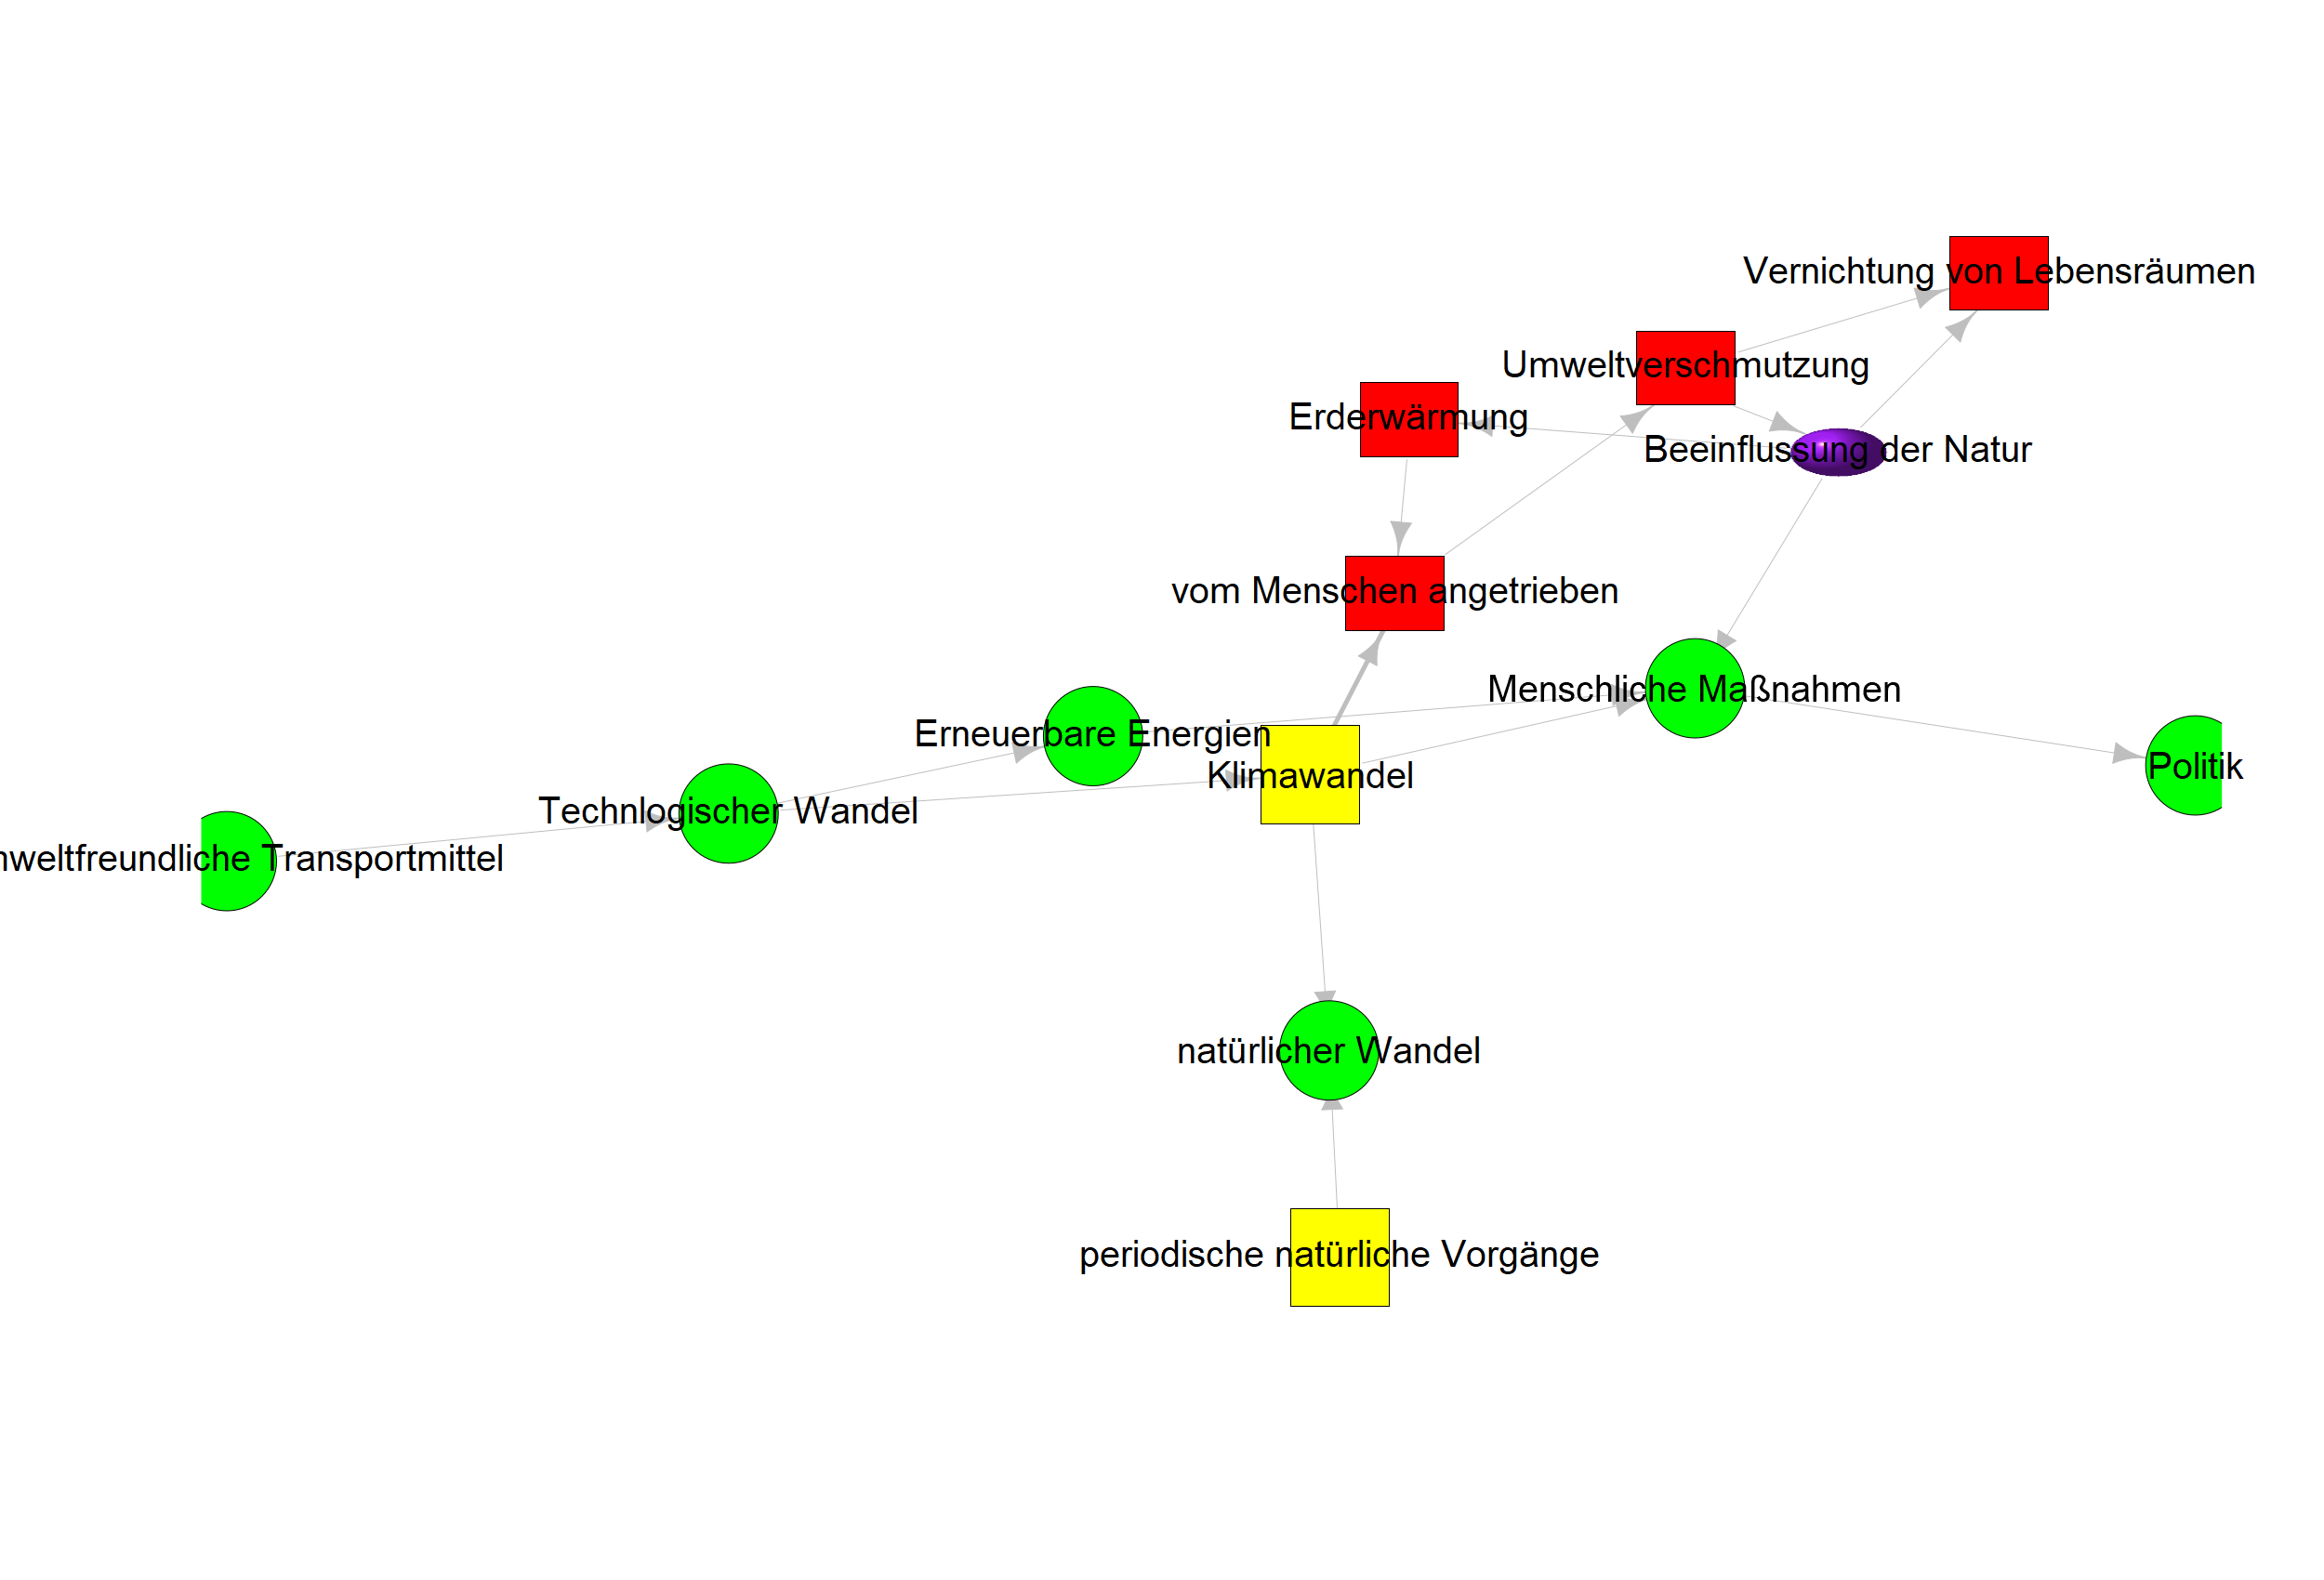 Vernichtung von Lebensräumen
Umweltverschmutzung
Erderwärmung
Beeinflussung der Natur
vom Menschen angetrieben
Menschliche Maßnahmen
Erneuerbare Energien
Politik
Klimawandel
Technlogischer Wandel
weltfreundliche Transportmittel
natürlicher Wandel
periodische natürliche Vorgänge